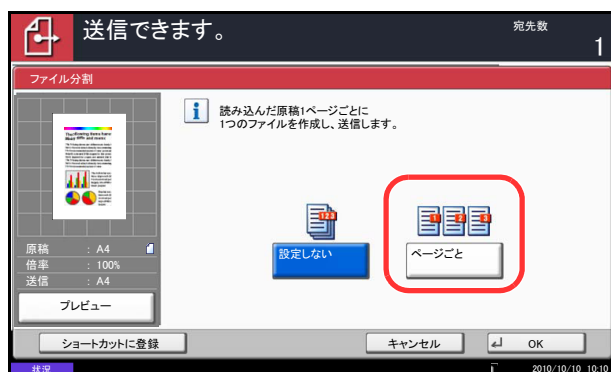 送信できます。
宛先数
1
ファイル分割
読み込んだ原稿1ページごとに
1つのファイルを作成し、送信します。
123
1 2 3
設定しない
ページごと
原稿 : A4
倍率 : 100%
送信 : A4
プレビュー
ショートカットに登録
キャンセル
OK
状況
2010/10/10 10:10